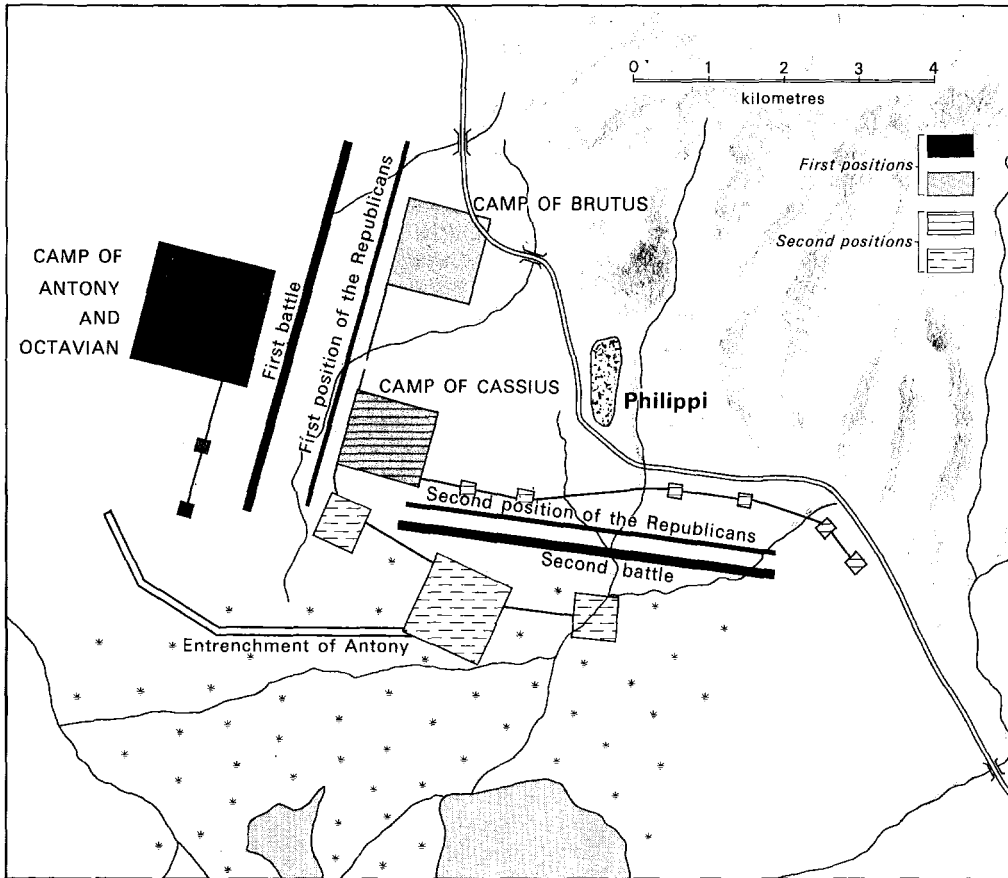 0 1 2 3 4
kilometres
First positions
Second positions
CAMP OF BRUTUS
CAMP OF
ANTONY
AND
OCTAVIAN
First battle
First position of the Republicans
CAMP OF CASSIUS
Philippi
Second position of the Republicans
Second battle
Entrenchment of Antony